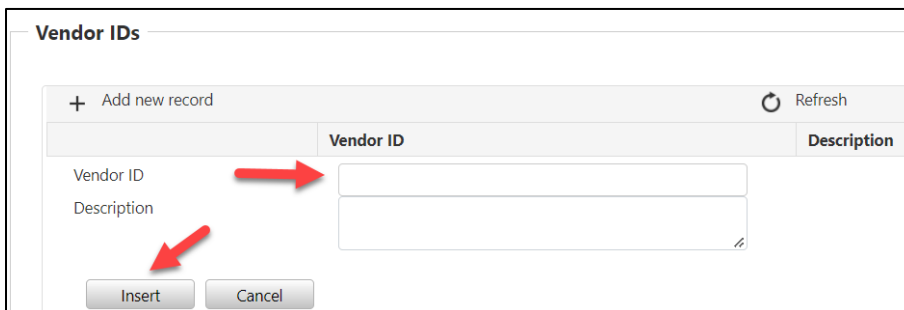 Vendor IDs
+ Add new record Refresh
Vendor ID Description
Vendor ID
Description
Insert Cancel